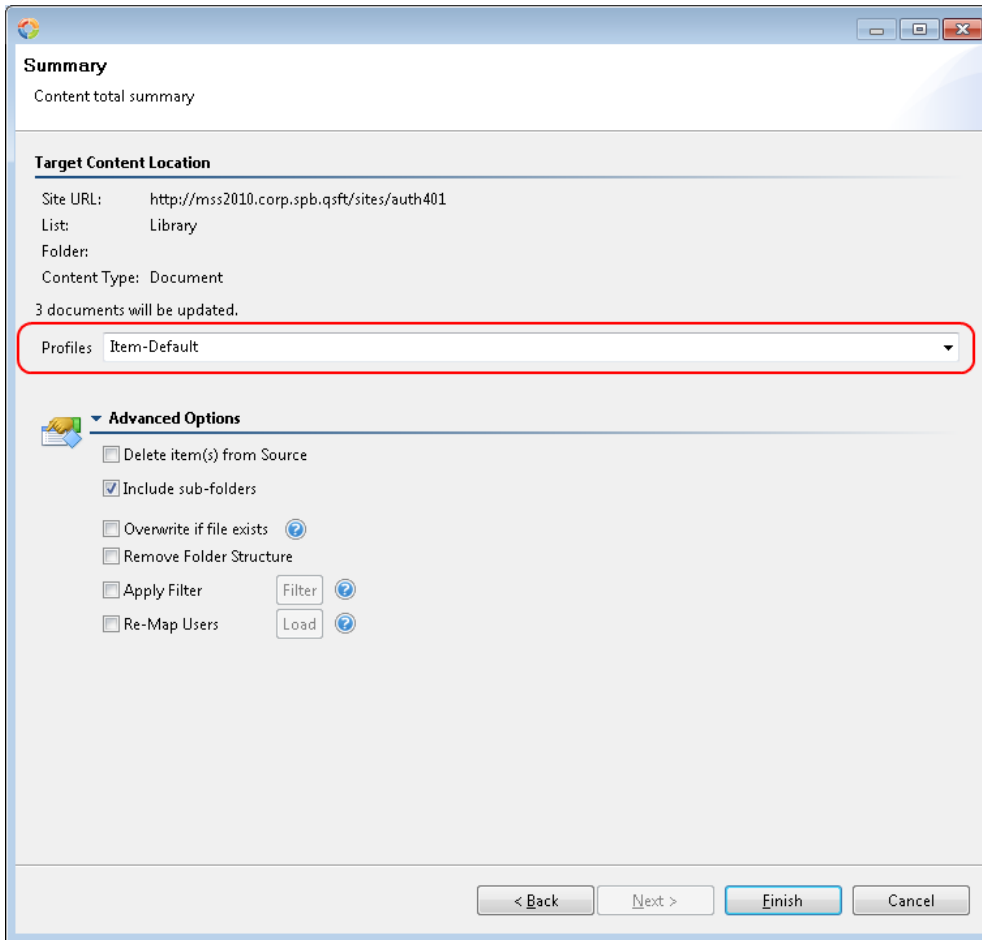 Summary
Content total summary
Target Content Location
Site URL: http://mss2010.corp.spb.qsft/sites/auth401
List: Library
Folder:
Content Type: Document
3 documents will be updated.
Profiles Item-Default
Advanced Options
Delete item(s) from Source
Include sub-folders
Overwrite if file exists ?
Remove Folder Structure
Apply Filter Filter ?
Re-Map Users Load ?
< Back Next > Finish Cancel